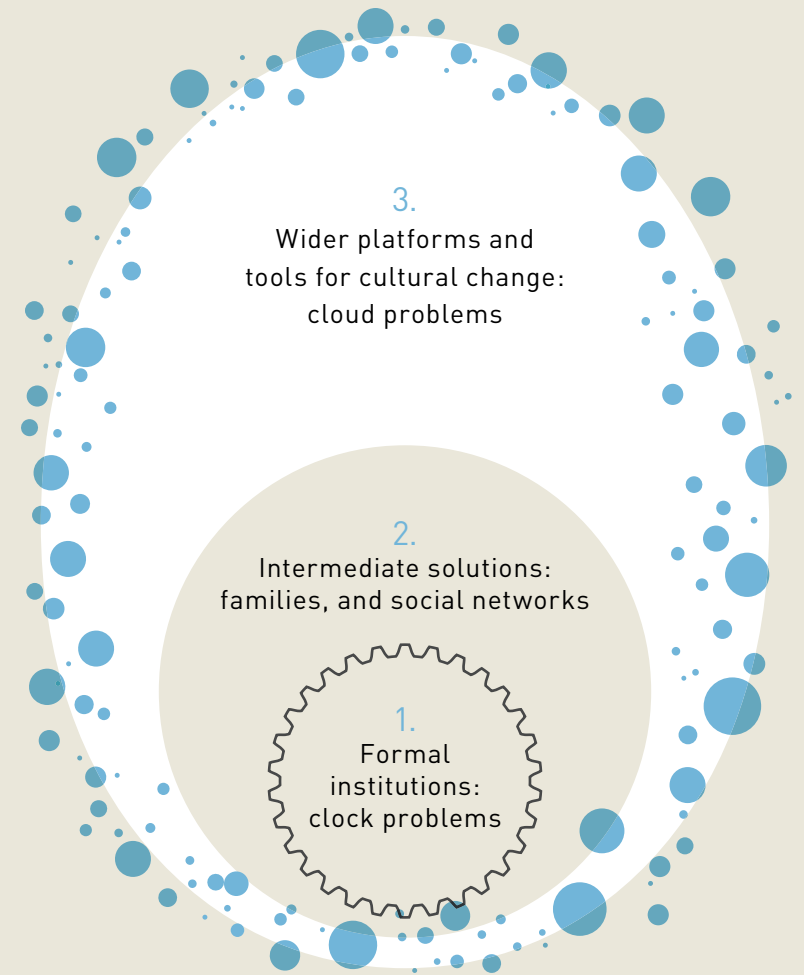 3.
Wider platforms and
tools for cultural change:
cloud problems
2.
Intermediate solutions:
families, and social networks
1.
Formal
institutions:
clock problems